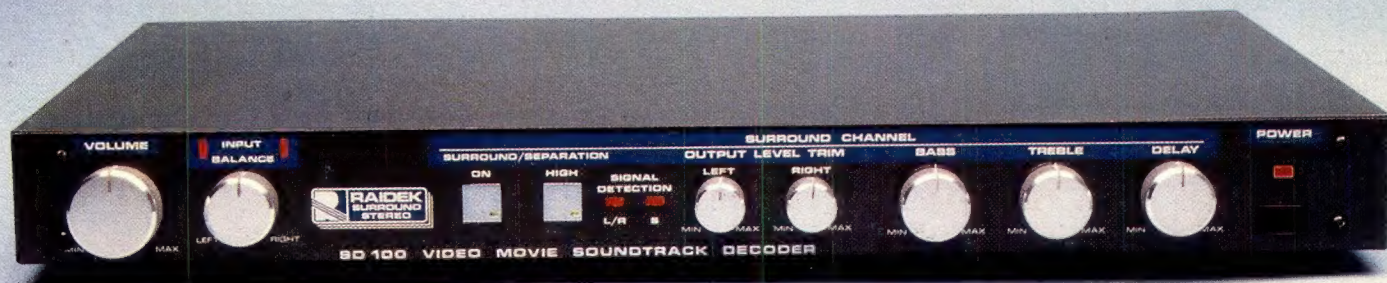 VOLUME
INPUT
BALANCE
SURROUND CHANNEL
POWER
SURROUND/SEPARATION
OUTPUT LEVEL TRIM
BASS
TREBLE
DELAY
ON
HIGH
SIGNAL
DETECTION
LEFT
RIGHT
R RAIDEK
SURROUND
STEREO
L/R
S
MIN
MAX
LEFT
RIGHT
MIN
MAX
MIN
MAX
MIN
MAX
MIN
MAX
MIN
MAX
SD 100 VIDEO MOVIE SOUNDTRACK DECODER